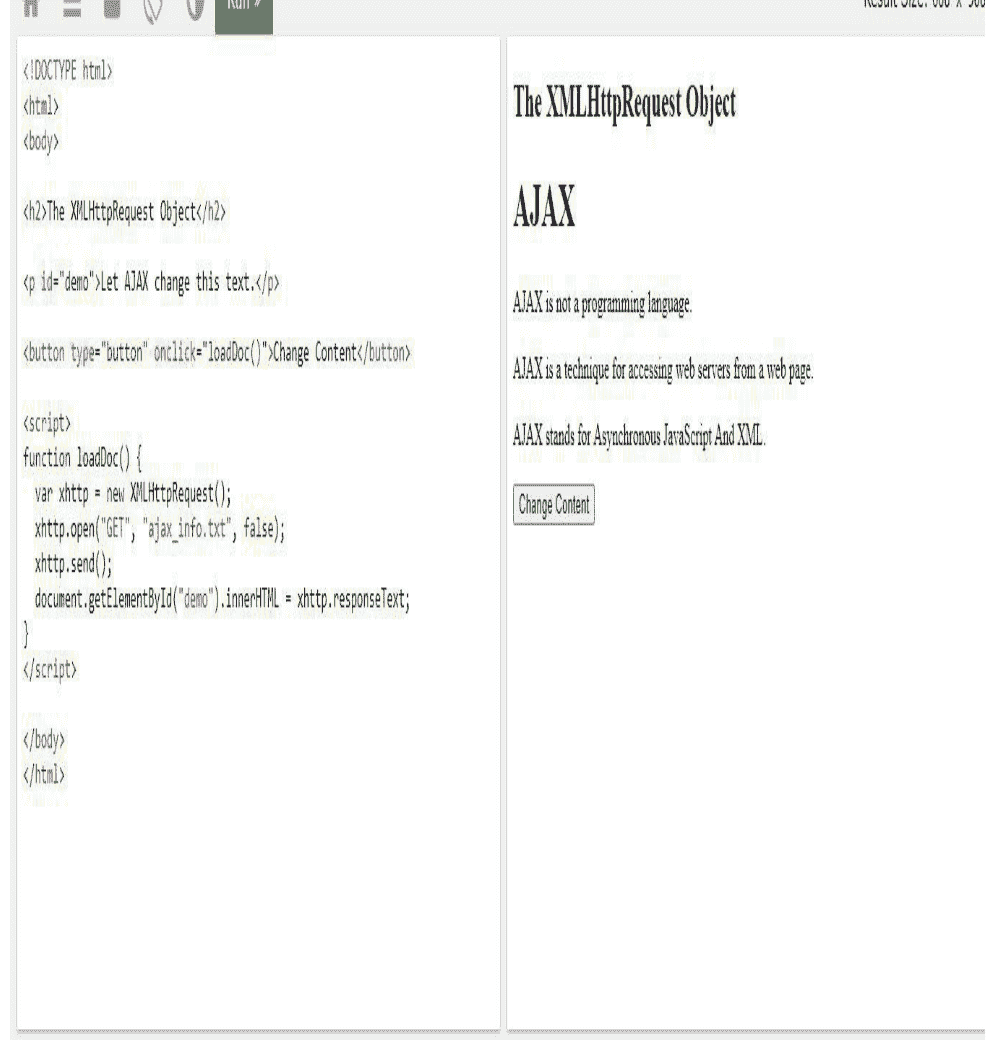 Run »
Result Size: 668 x 508
<!DOCTYPE html>
<html>
<body>
<h2>The XMLHttpRequest Object</h2>
<p id="demo">Let AJAX change this text.</p>
<button type="button" onclick="loadDoc()">Change Content</button>
<script>
function loadDoc() {
  var xhttp = new XMLHttpRequest();
  xhttp.open("GET", "ajax_info.txt", false);
  xhttp.send();
  document.getElementById("demo").innerHTML = xhttp.responseText;
}
</script>
</body>
</html>
The XMLHttpRequest Object
AJAX
AJAX is not a programming language.
AJAX is a technique for accessing web servers from a web page.
AJAX stands for Asynchronous JavaScript And XML.
Change Content